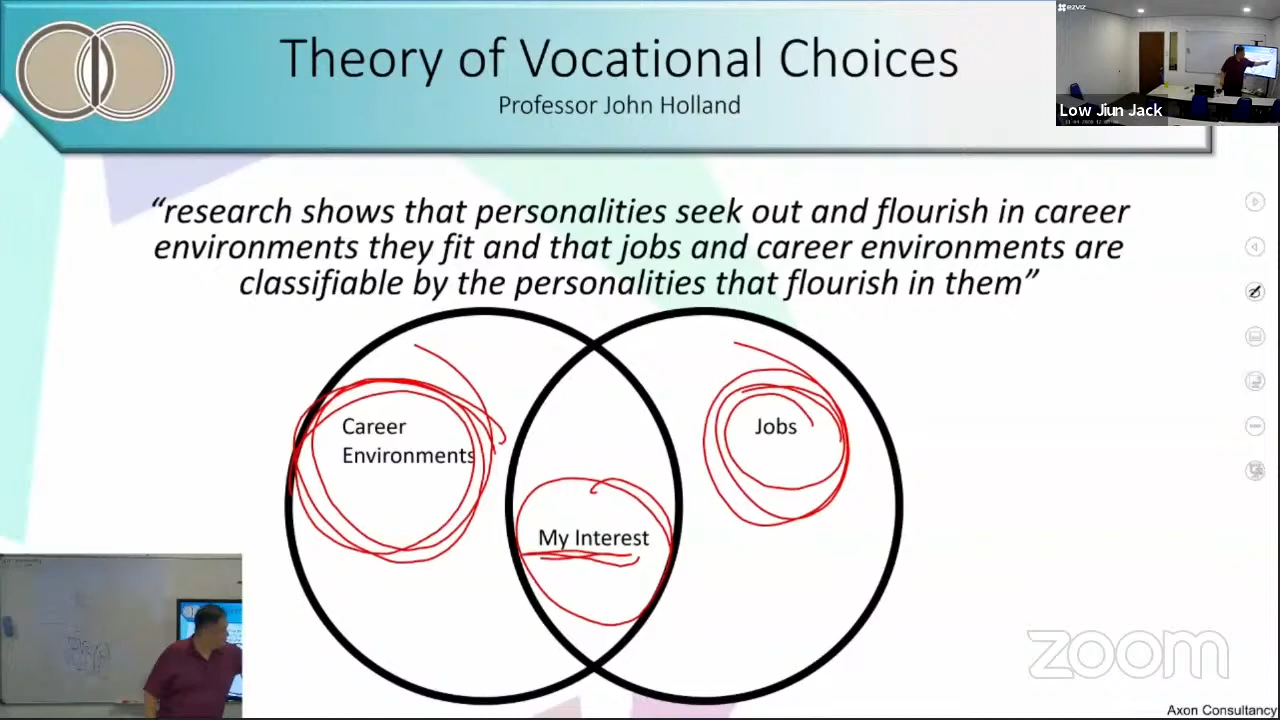 Theory of Vocational Choices
Professor John Holland
ezviz
Low Jiun Jack
“research shows that personalities seek out and flourish in career
environments they fit and that jobs and career environments are
classifiable by the personalities that flourish in them”
Career
Environments
Jobs
My Interest
zoom
Axon Consultancy